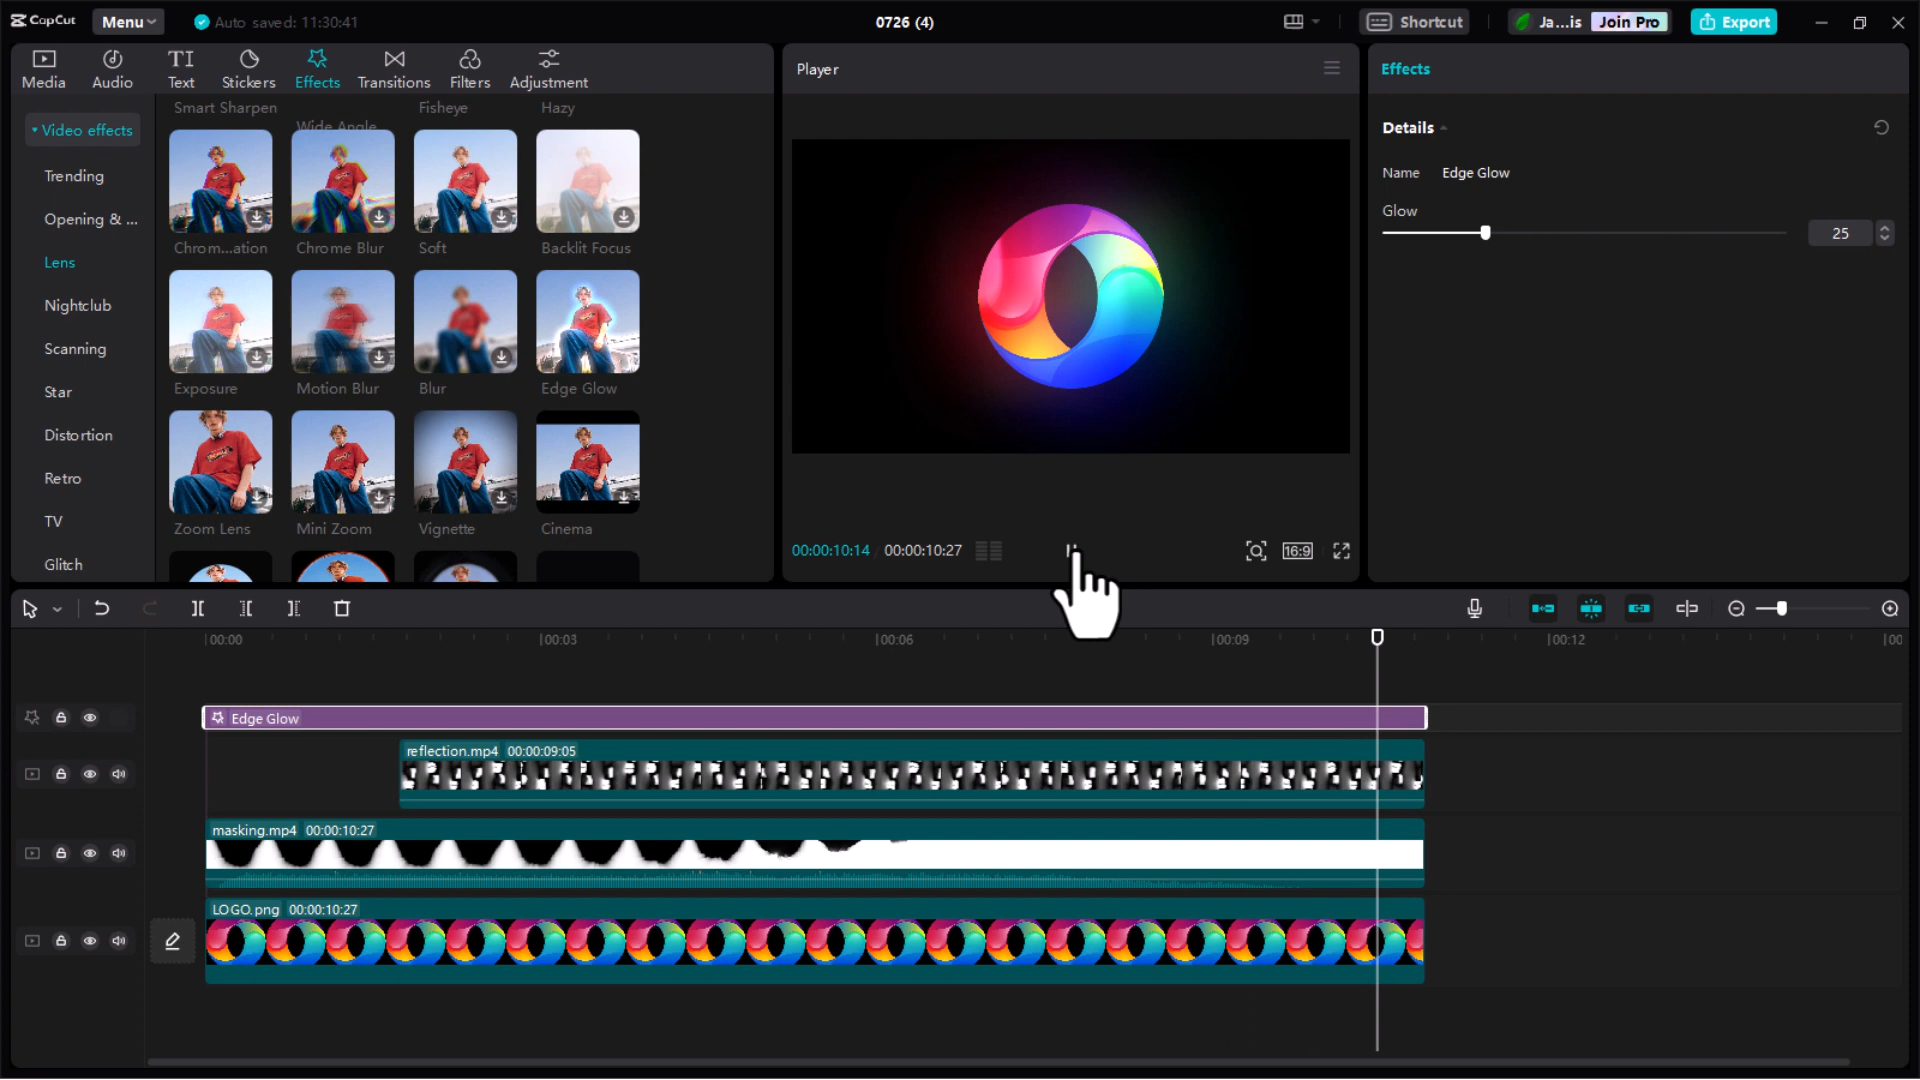 CapCut
Menu
Auto saved: 11:30:41
0726 (4)
Shortcut
Ja...is
Join Pro
Export
Media
Audio
Text
Stickers
Effects
Transitions
Filters
Adjustment
Player
Effects
Video effects
Trending
Opening & ...
Lens
Nightclub
Scanning
Star
Distortion
Retro
TV
Glitch
Smart Sharpen
Wide Angle
Fisheye
Hazy
Chrom...ation
Chrome Blur
Soft
Backlit Focus
Exposure
Motion Blur
Blur
Edge Glow
Zoom Lens
Mini Zoom
Vignette
Cinema
00:00:10:14
00:00:10:27
16:9
Details
Name
Edge Glow
Glow
25
00:00
00:03
00:06
00:09
00:12
00
Edge Glow
reflection.mp4 00:00:09:05
masking.mp4 00:00:10:27
LOGO.png 00:00:10:27